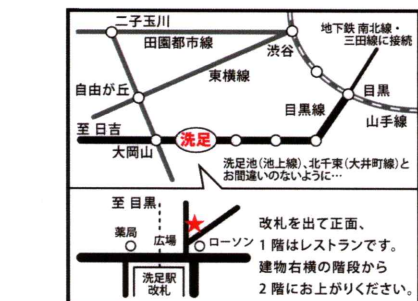 二子玉川
田園都市線
地下鉄 南北線・
三田線に接続
渋谷
東横線
自由が丘
目黒
目黒線
山手線
至 日吉
洗足
大岡山
洗足池(池上線)、北千束(大井町線)と
お間違いのないように…
至 目黒
薬局
広場
ローソン
洗足駅
改札
改札を出て正面、
1階はレストランです。
建物右横の階段から
2階にお上がりください。